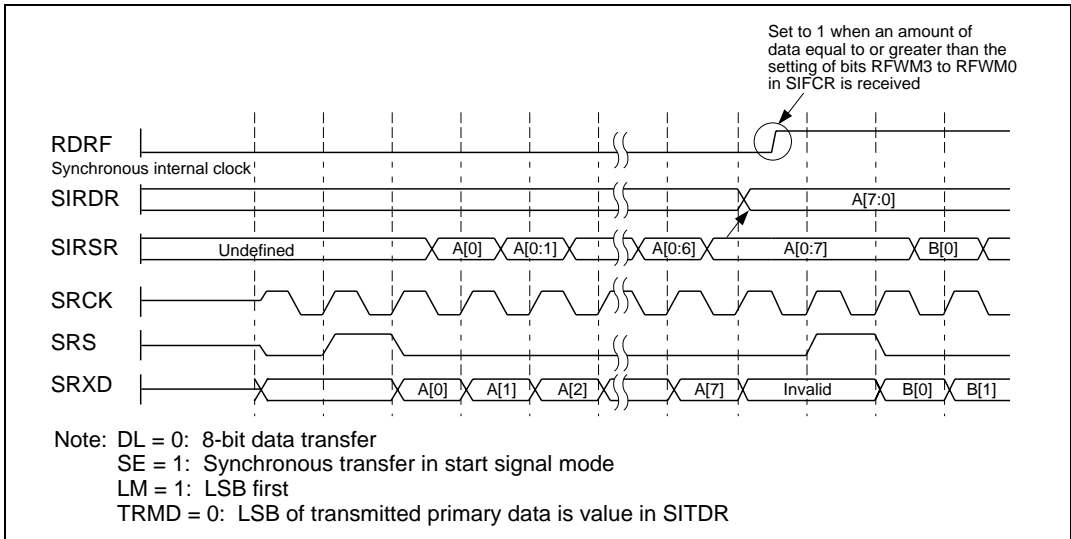 Set to 1 when an amount of
data equal to or greater than the
setting of bits RFWM3 to RFWM0
in SIFCR is received
RDRF
Synchronous internal clock
SIRDR A[7:0]
SIRSR Undefined A[0] A[0:1] A[0:6] A[0:7] B[0]
SRCK
SRS
SRXD A[0] A[1] A[2] A[7] Invalid B[0] B[1]
Note: DL = 0: 8-bit data transfer
SE = 1: Synchronous transfer in start signal mode
LM = 1: LSB first
TRMD = 0: LSB of transmitted primary data is value in SITDR